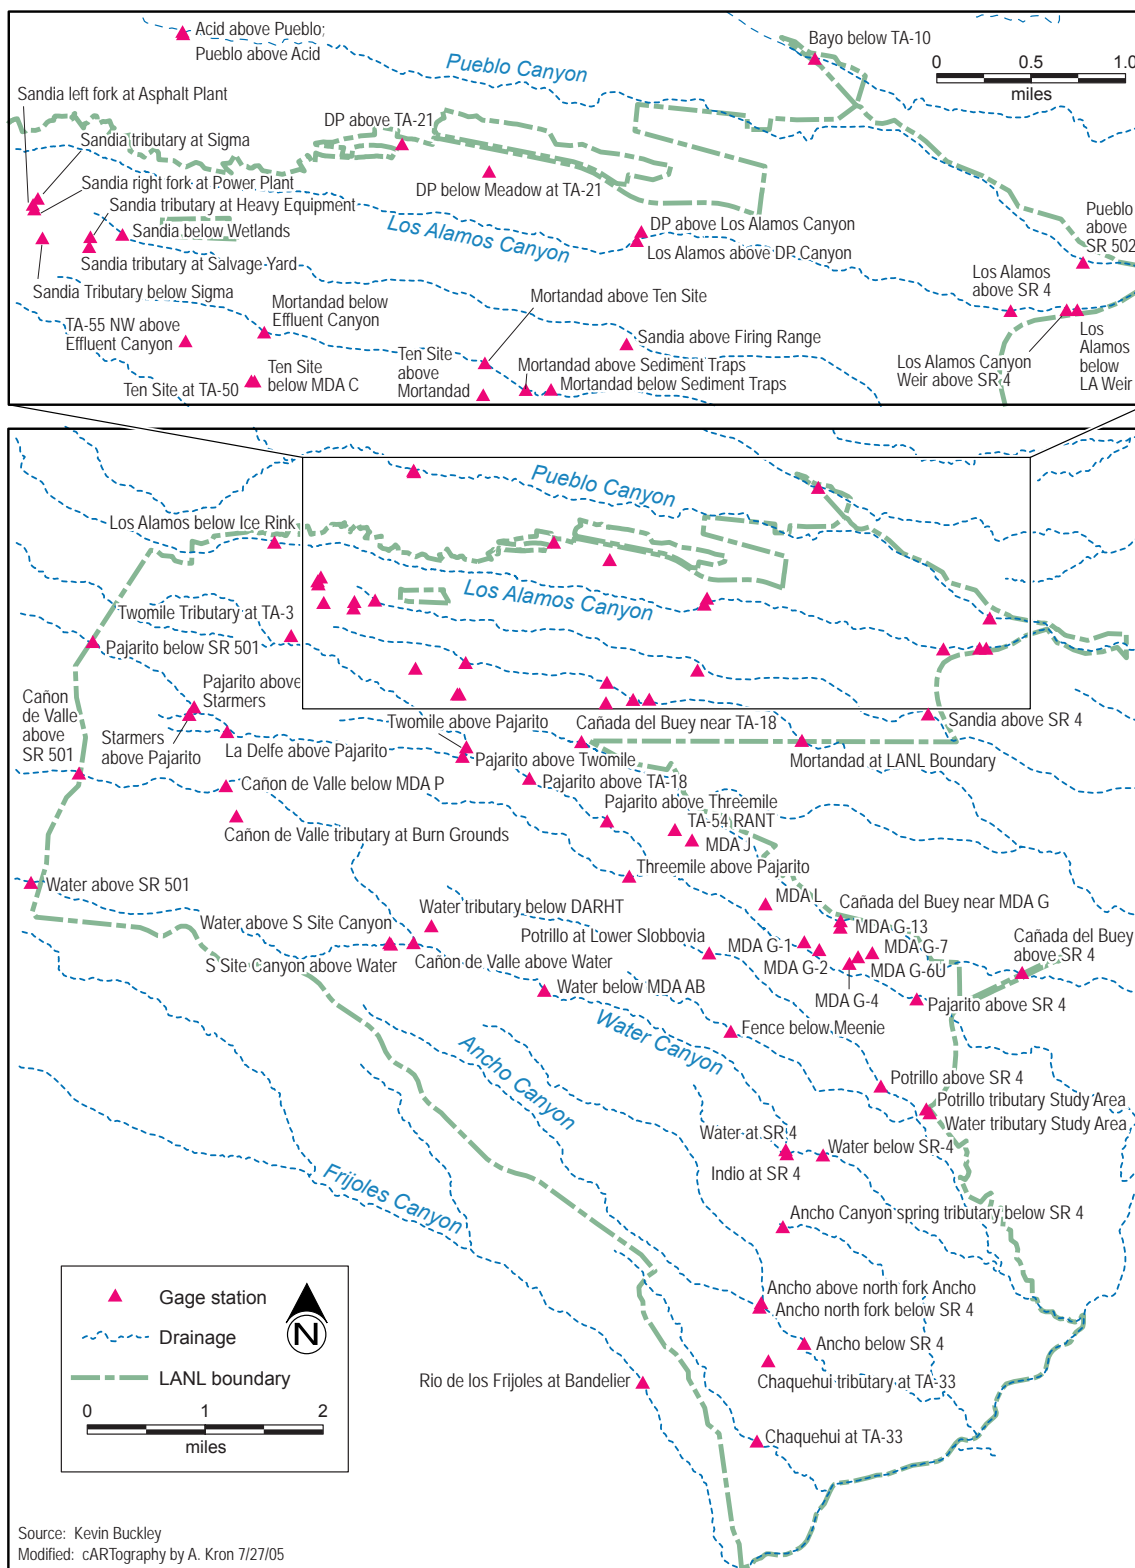 Acid above Pueblo;
Pueblo above Acid
Pueblo Canyon
Bayo below TA-10
0 0.5 1.0
miles
Sandia left fork at Asphalt Plant
Sandia tributary at Sigma
DP above TA-21
Sandia right fork at Power Plant
DP below Meadow at TA-21
Sandia tributary at Heavy Equipment
Sandia below Wetlands
Los Alamos Canyon
DP above Los Alamos Canyon
Los Alamos above DP Canyon
Pueblo
above
SR 502
Sandia tributary at Salvage Yard
Sandia Tributary below Sigma
Los Alamos
above SR 4
Mortandad below
Effluent Canyon
Mortandad above Ten Site
TA-55 NW above
Effluent Canyon
Sandia above Firing Range
Ten Site
above
Mortandad
Los Alamos Canyon
Weir above SR 4
Los
Alamos
below
LA Weir
Ten Site
below MDA C
Ten Site at TA-50
Mortandad above Sediment Traps
Mortandad below Sediment Traps
Pueblo Canyon
Los Alamos below Ice Rink
Los Alamos Canyon
Twomile Tributary at TA-3
Pajarito below SR 501
Cañon
de Valle
above
SR 501
Pajarito above
Starmers
Starmers
above Pajarito
La Delfe above Pajarito
Twomile above Pajarito
Cañada del Buey near TA-18
Sandia above SR 4
Mortandad at LANL Boundary
Pajarito above Twomile
Pajarito above TA-18
Cañon de Valle below MDA P
Pajarito above Threemile
TA-54 RANT
MDA J
Cañon de Valle tributary at Burn Grounds
Threemile above Pajarito
Water above SR 501
MDA L
Cañada del Buey near MDA G
Water tributary below DARHT
Water above S Site Canyon
MDA G-13
Potrillo at Lower Slobbovia
MDA G-1
MDA G-7
Cañada del Buey
above SR 4
S Site Canyon above Water
Cañon de Valle above Water
MDA G-2
MDA G-6U
MDA G-4
Water below MDA AB
Pajarito above SR 4
Water Canyon
Fence below Meenie
Ancho Canyon
Potrillo above SR 4
Potrillo tributary Study Area
Water tributary Study Area
Water at SR 4
Water below SR-4
Indio at SR 4
Frijoles Canyon
Ancho Canyon spring tributary below SR 4
Ancho above north fork Ancho
Ancho north fork below SR 4
Ancho below SR 4
Chaquehui tributary at TA-33
Rio de los Frijoles at Bandelier
Chaquehui at TA-33
Gage station
N
Drainage
LANL boundary
0 1 2
miles
Source: Kevin Buckley
Modified: cARTography by A. Kron 7/27/05